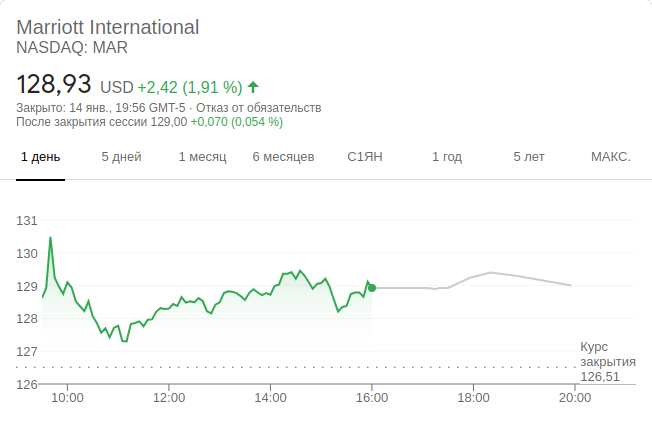 Marriott International
NASDAQ: MAR
128,93 USD +2,42 (1,91 %)
Закрыто: 14 янв., 19:56 GMT-5 · Отказ от обязательств
После закрытия сессии 129,00 +0,070 (0,054 %)
1 день 5 дней 1 месяц 6 месяцев С1ЯН 1 год 5 лет МАКС.
131
130
129
128
127
126
Курс
закрытия
126,51
10:00 12:00 14:00 16:00 18:00 20:00